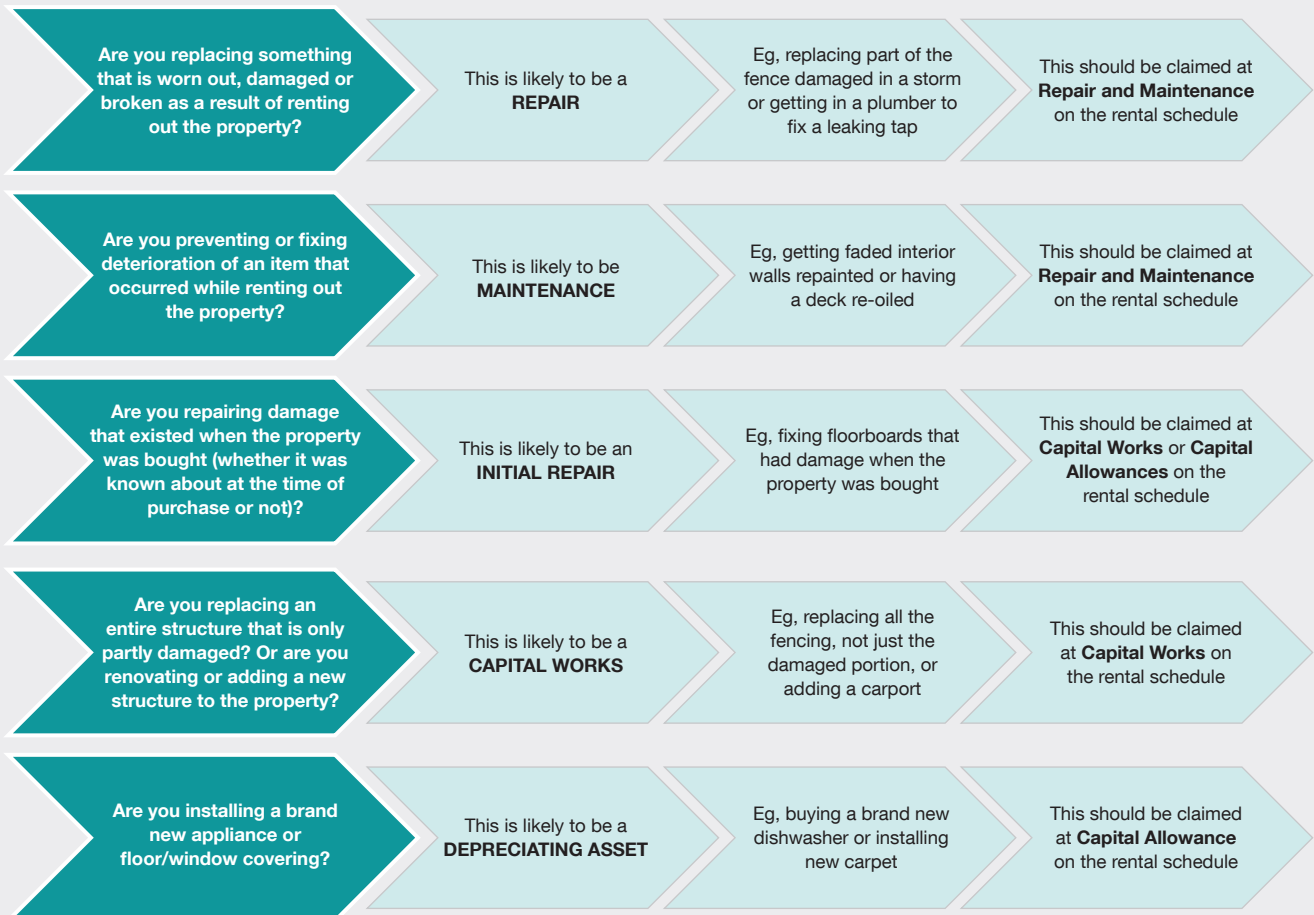 Are you replacing something
that is worn out, damaged or
broken as a result of renting
out the property?
This is likely to be a
REPAIR
Eg, replacing part of the
fence damaged in a storm
or getting in a plumber to
fix a leaking tap
This should be claimed at
Repair and Maintenance
on the rental schedule
Are you preventing or fixing
deterioration of an item that
occurred while renting out
the property?
This is likely to be
MAINTENANCE
Eg, getting faded interior
walls repainted or having
a deck re-oiled
This should be claimed at
Repair and Maintenance
on the rental schedule
Are you repairing damage
that existed when the property
was bought (whether it was
known about at the time of
purchase or not)?
This is likely to be an
INITIAL REPAIR
Eg, fixing floorboards that
had damage when the
property was bought
This should be claimed at
Capital Works or Capital
Allowances on the
rental schedule
Are you replacing an
entire structure that is only
partly damaged? Or are you
renovating or adding a new
structure to the property?
This is likely to be a
CAPITAL WORKS
Eg, replacing all the
fencing, not just the
damaged portion, or
adding a carport
This should be claimed
at Capital Works on
the rental schedule
Are you installing a brand
new appliance or
floor/window covering?
This is likely to be a
DEPRECIATING ASSET
Eg, buying a brand new
dishwasher or installing
new carpet
This should be claimed
at Capital Allowance
on the rental schedule